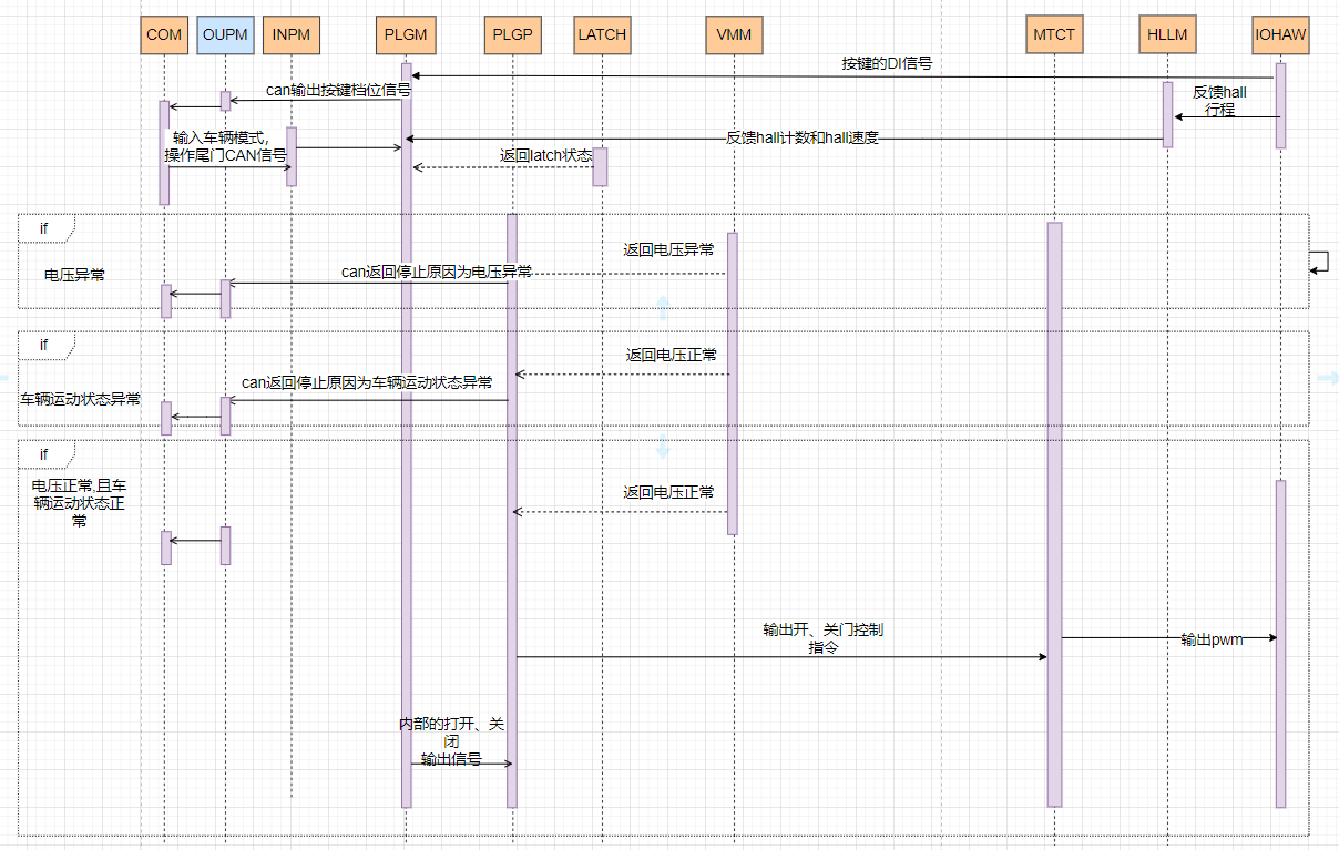 COM
OUPM
INPM
PLGM
PLGP
LATCH
VMM
MTCT
HLLM
IOHAW
按键的DI信号
can输出按键档位信号
反馈hall
行程
输入车辆模式,
操作尾门CAN信号
反馈hall计数和hall速度
返回latch状态
if
电压异常
返回电压异常
can返回停止原因为电压异常
if
车辆运动状态异常
返回电压正常
can返回停止原因为车辆运动状态异常
if
电压正常,且车
辆运动状态正
常
返回电压正常
输出开、关门控制
指令
输出pwm
内部的打开、关
闭
输出信号